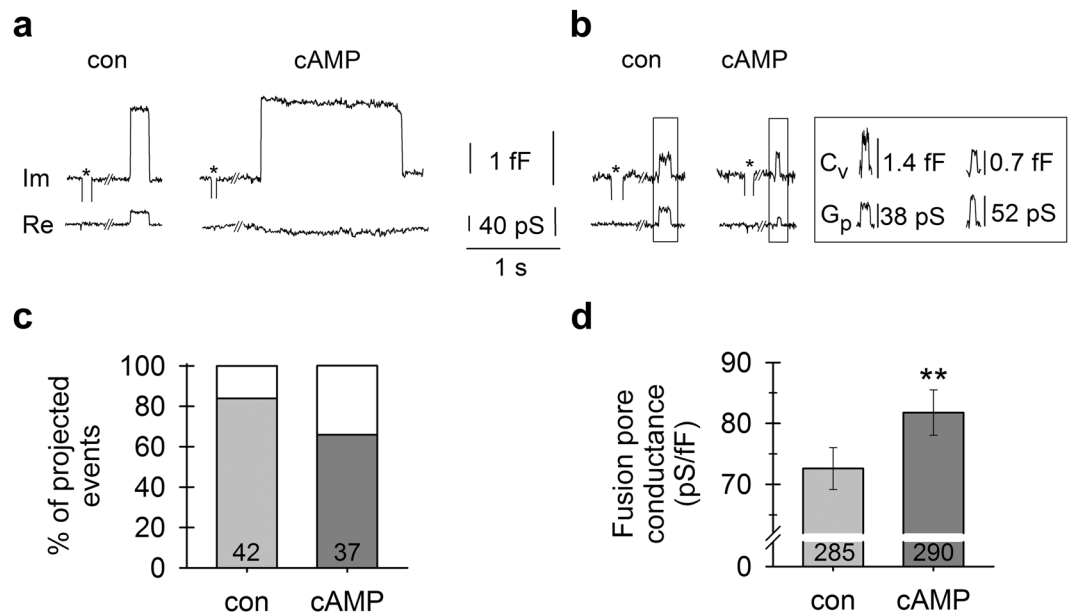 a
con cAMP
* *
Im
Re
1 fF
40 pS
1 s
b
con cAMP
* *
Cv 1.4 fF 0.7 fF
Gp 38 pS 52 pS
c
% of projected
events
100
80
60
40
20
0
42 37
con cAMP
d
Fusion pore
conductance
(pS/fF)
90
80
70
0
**
285 290
con cAMP